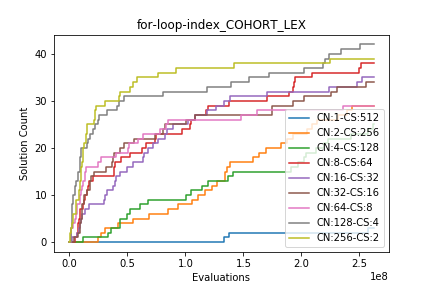 for-loop-index_COHORT_LEX
Solution Count
40
30
20
10
0
CN:1-CS:512
CN:2-CS:256
CN:4-CS:128
CN:8-CS:64
CN:16-CS:32
CN:32-CS:16
CN:64-CS:8
CN:128-CS:4
CN:256-CS:2
0.0 0.5 1.0 1.5 2.0 2.5
1e8
Evaluations